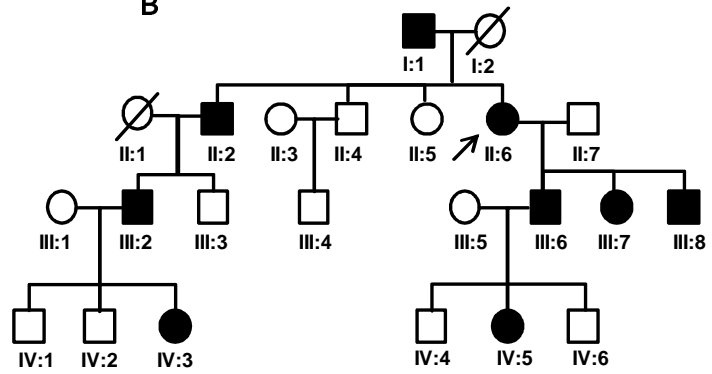 B
I:1 I:2
II:1 II:2 II:3 II:4 II:5 II:6 II:7
III:1 III:2 III:3 III:4 III:5 III:6 III:7 III:8
IV:1 IV:2 IV:3 IV:4 IV:5 IV:6